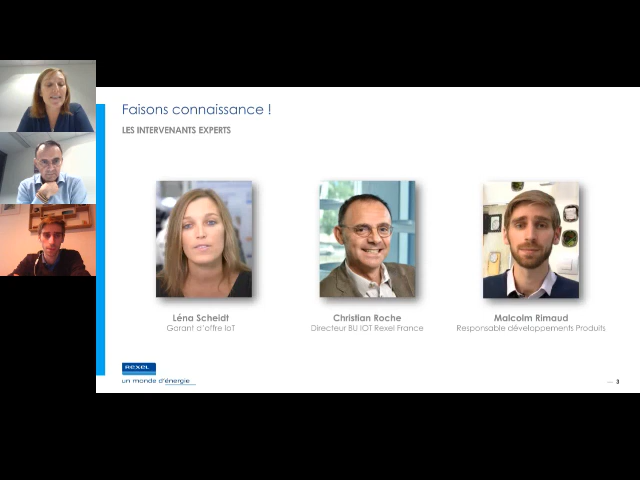 Faisons connaissance !
LES INTERVENANTS EXPERTS
Léna Scheidt
Garant d'offre IoT
Christian Roche
Directeur BU IOT Rexel France
Malcolm Rimaud
Responsable développements Produits
REXEL
un monde d'énergie
— 3